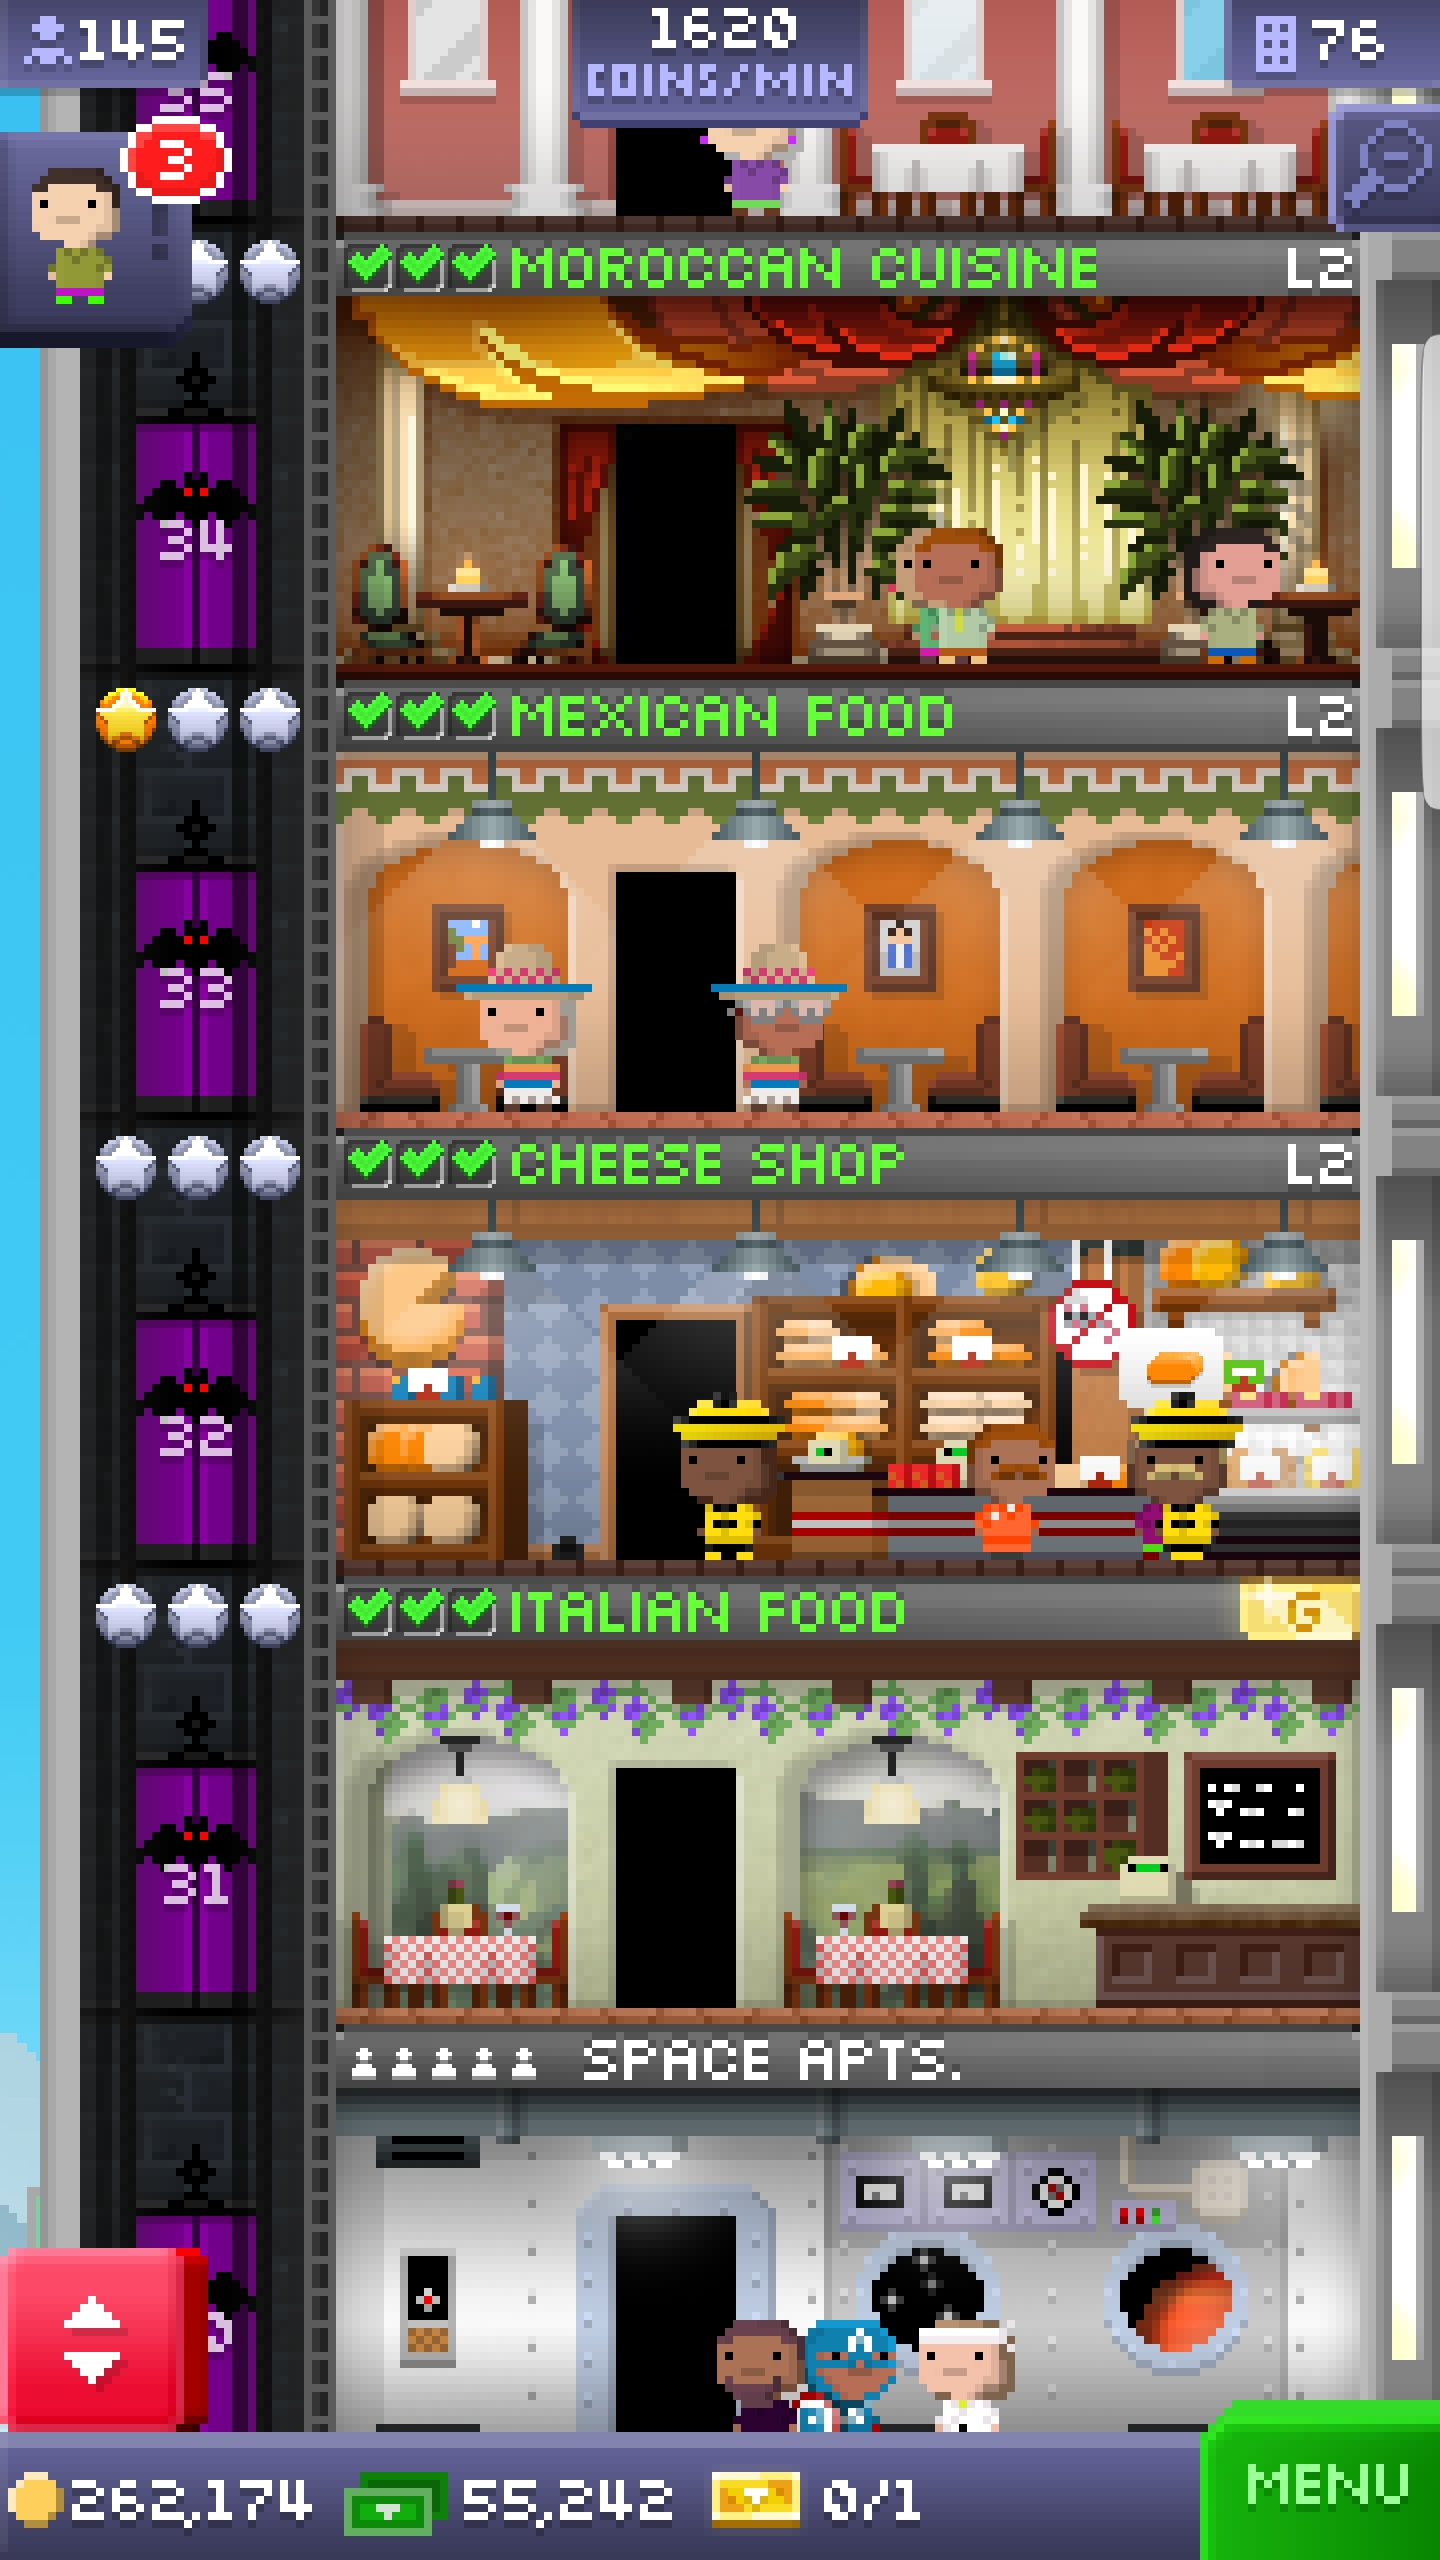 145
1620
COINS/MIN
76
35
3
MOROCCAN CUISINE L2
34
MEXICAN FOOD L2
33
CHEESE SHOP L2
32
ITALIAN FOOD G
31
SPACE APTS.
262,174 55,242 0/1
MENU